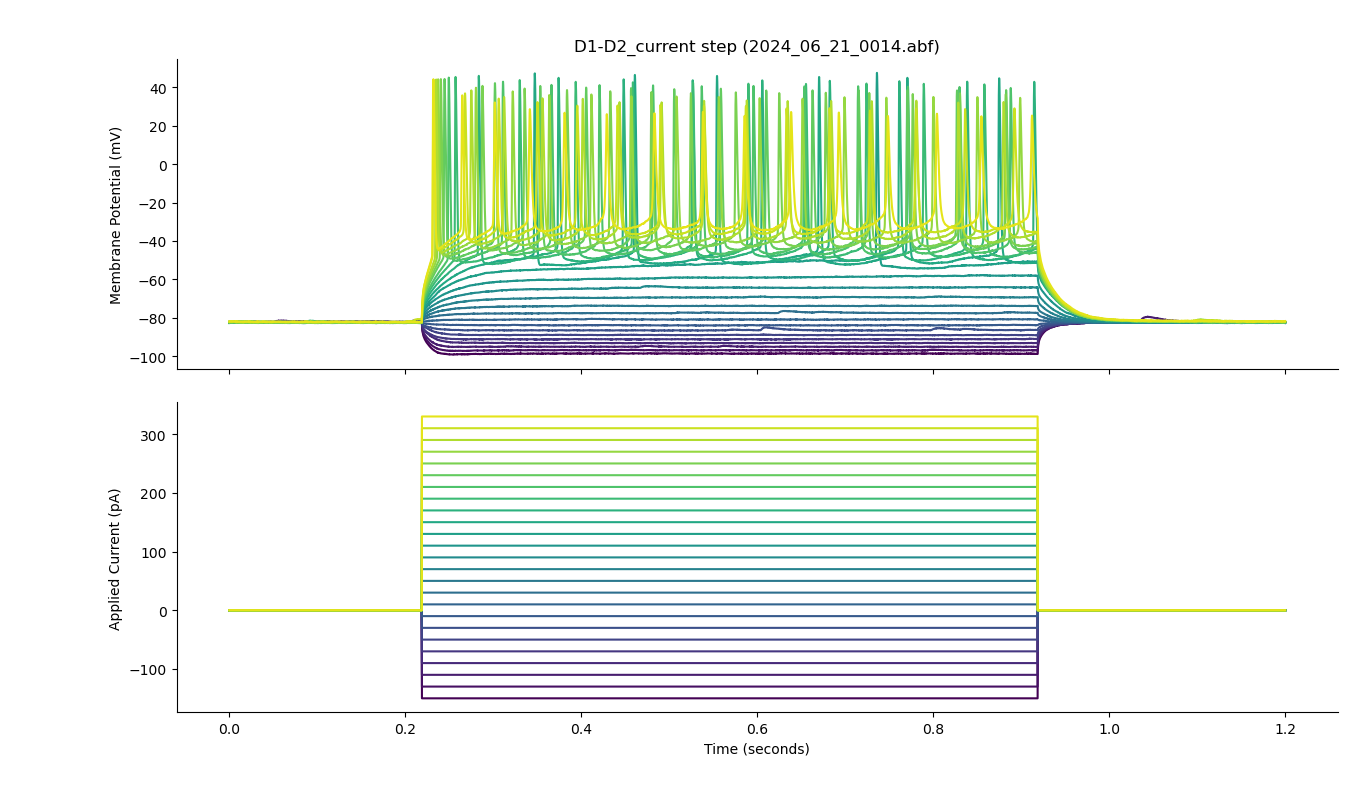 D1-D2_current step (2024_06_21_0014.abf)
Membrane Potential (mV)
40
20
0
−20
−40
−60
−80
−100
Applied Current (pA)
300
200
100
0
−100
0.0 0.2 0.4 0.6 0.8 1.0 1.2
Time (seconds)